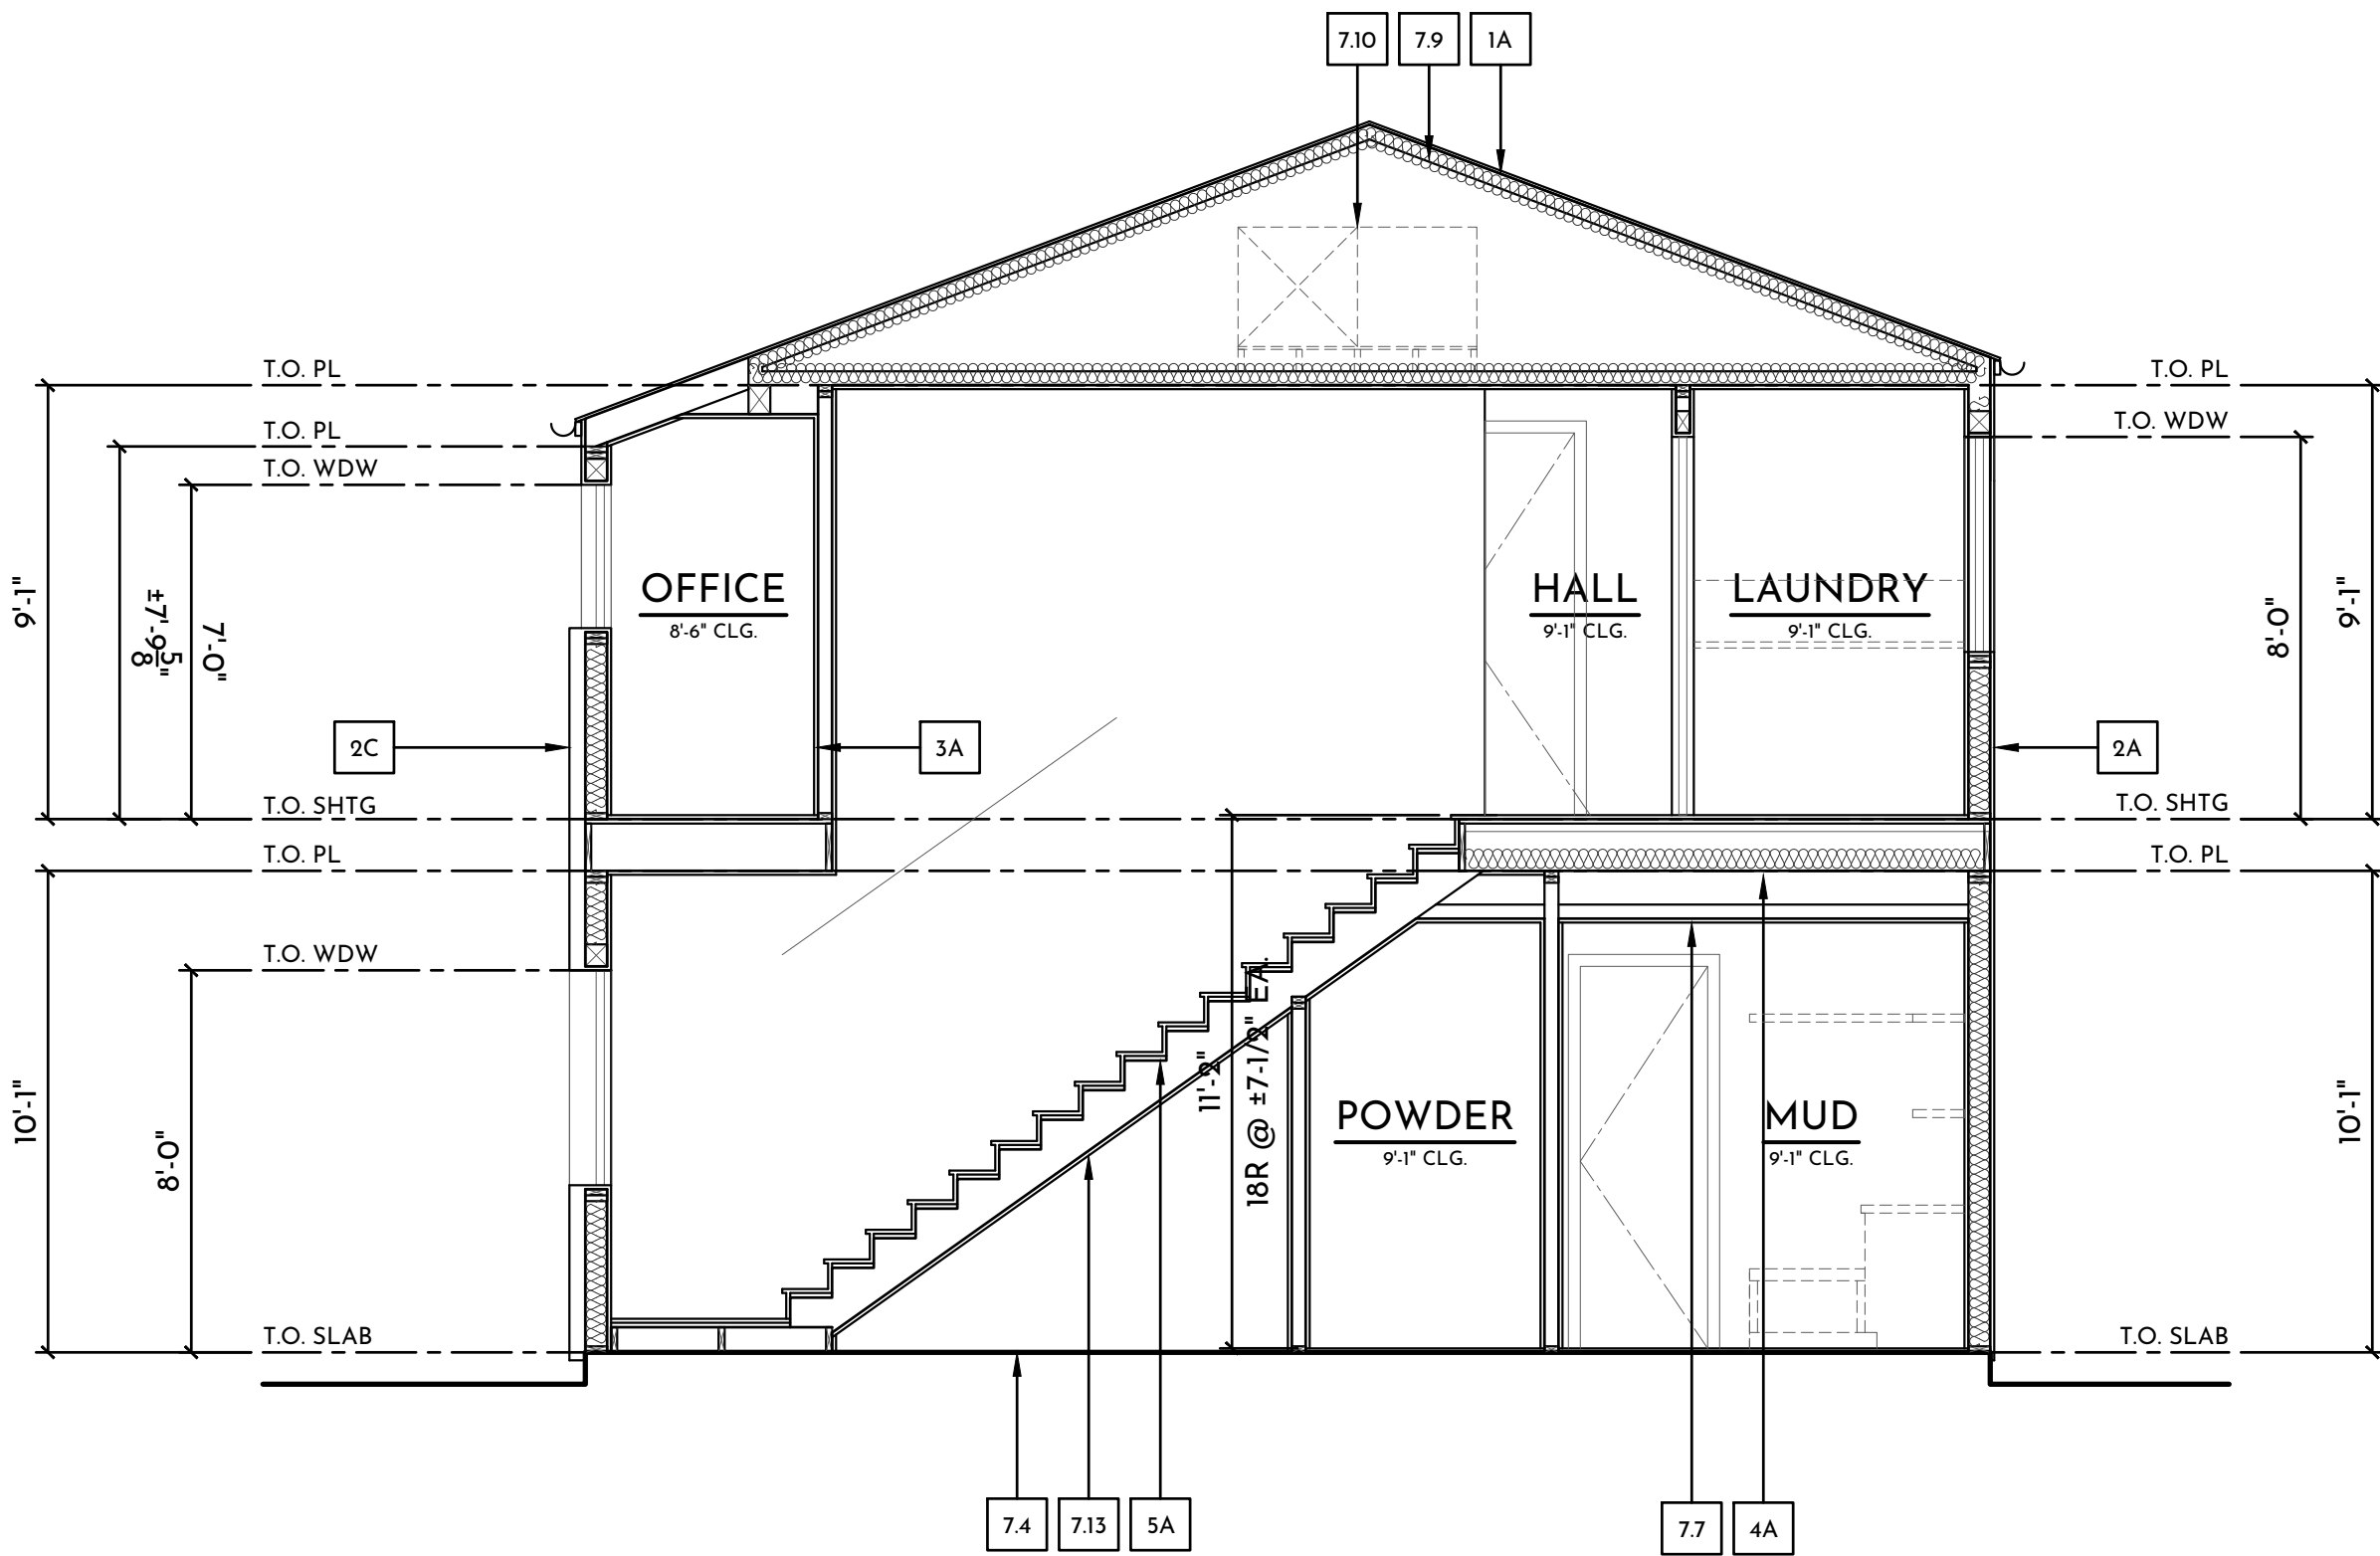 7.10
7.9
1A
T.O. PL
T.O. PL
T.O. PL
T.O. WDW
T.O. WDW
9'-1"
±7'-9 5/8"
7'-0"
OFFICE
8'-6" CLG.
HALL
9'-1" CLG.
LAUNDRY
9'-1" CLG.
8'-0"
9'-1"
2C
3A
2A
T.O. SHTG
T.O. SHTG
T.O. PL
T.O. PL
T.O. WDW
10'-1"
8'-0"
11'-2"
18R @ ±7-1/2" EA.
POWDER
9'-1" CLG.
MUD
9'-1" CLG.
10'-1"
T.O. SLAB
T.O. SLAB
7.4
7.13
5A
7.7
4A